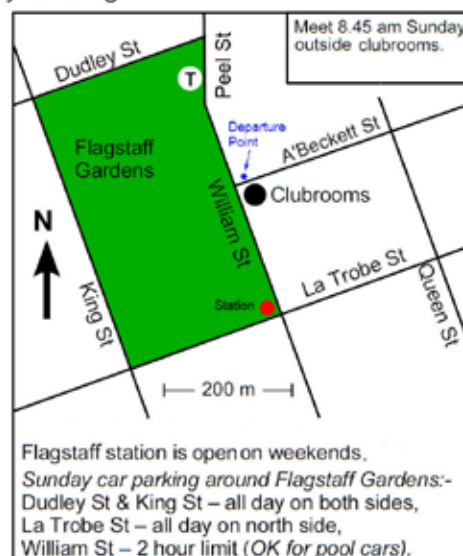 Meet 8.45 am Sunday
outside clubrooms.
Dudley St
Peel St
T
Departure
Point
A'Beckett St
Flagstaff
Gardens
Clubrooms
William St
N
King St
Station
La Trobe St
Queen St
200 m
Flagstaff station is open on weekends.
Sunday car parking around Flagstaff Gardens:-
Dudley St & King St – all day on both sides,
La Trobe St – all day on north side,
William St – 2 hour limit (OK for pool cars).